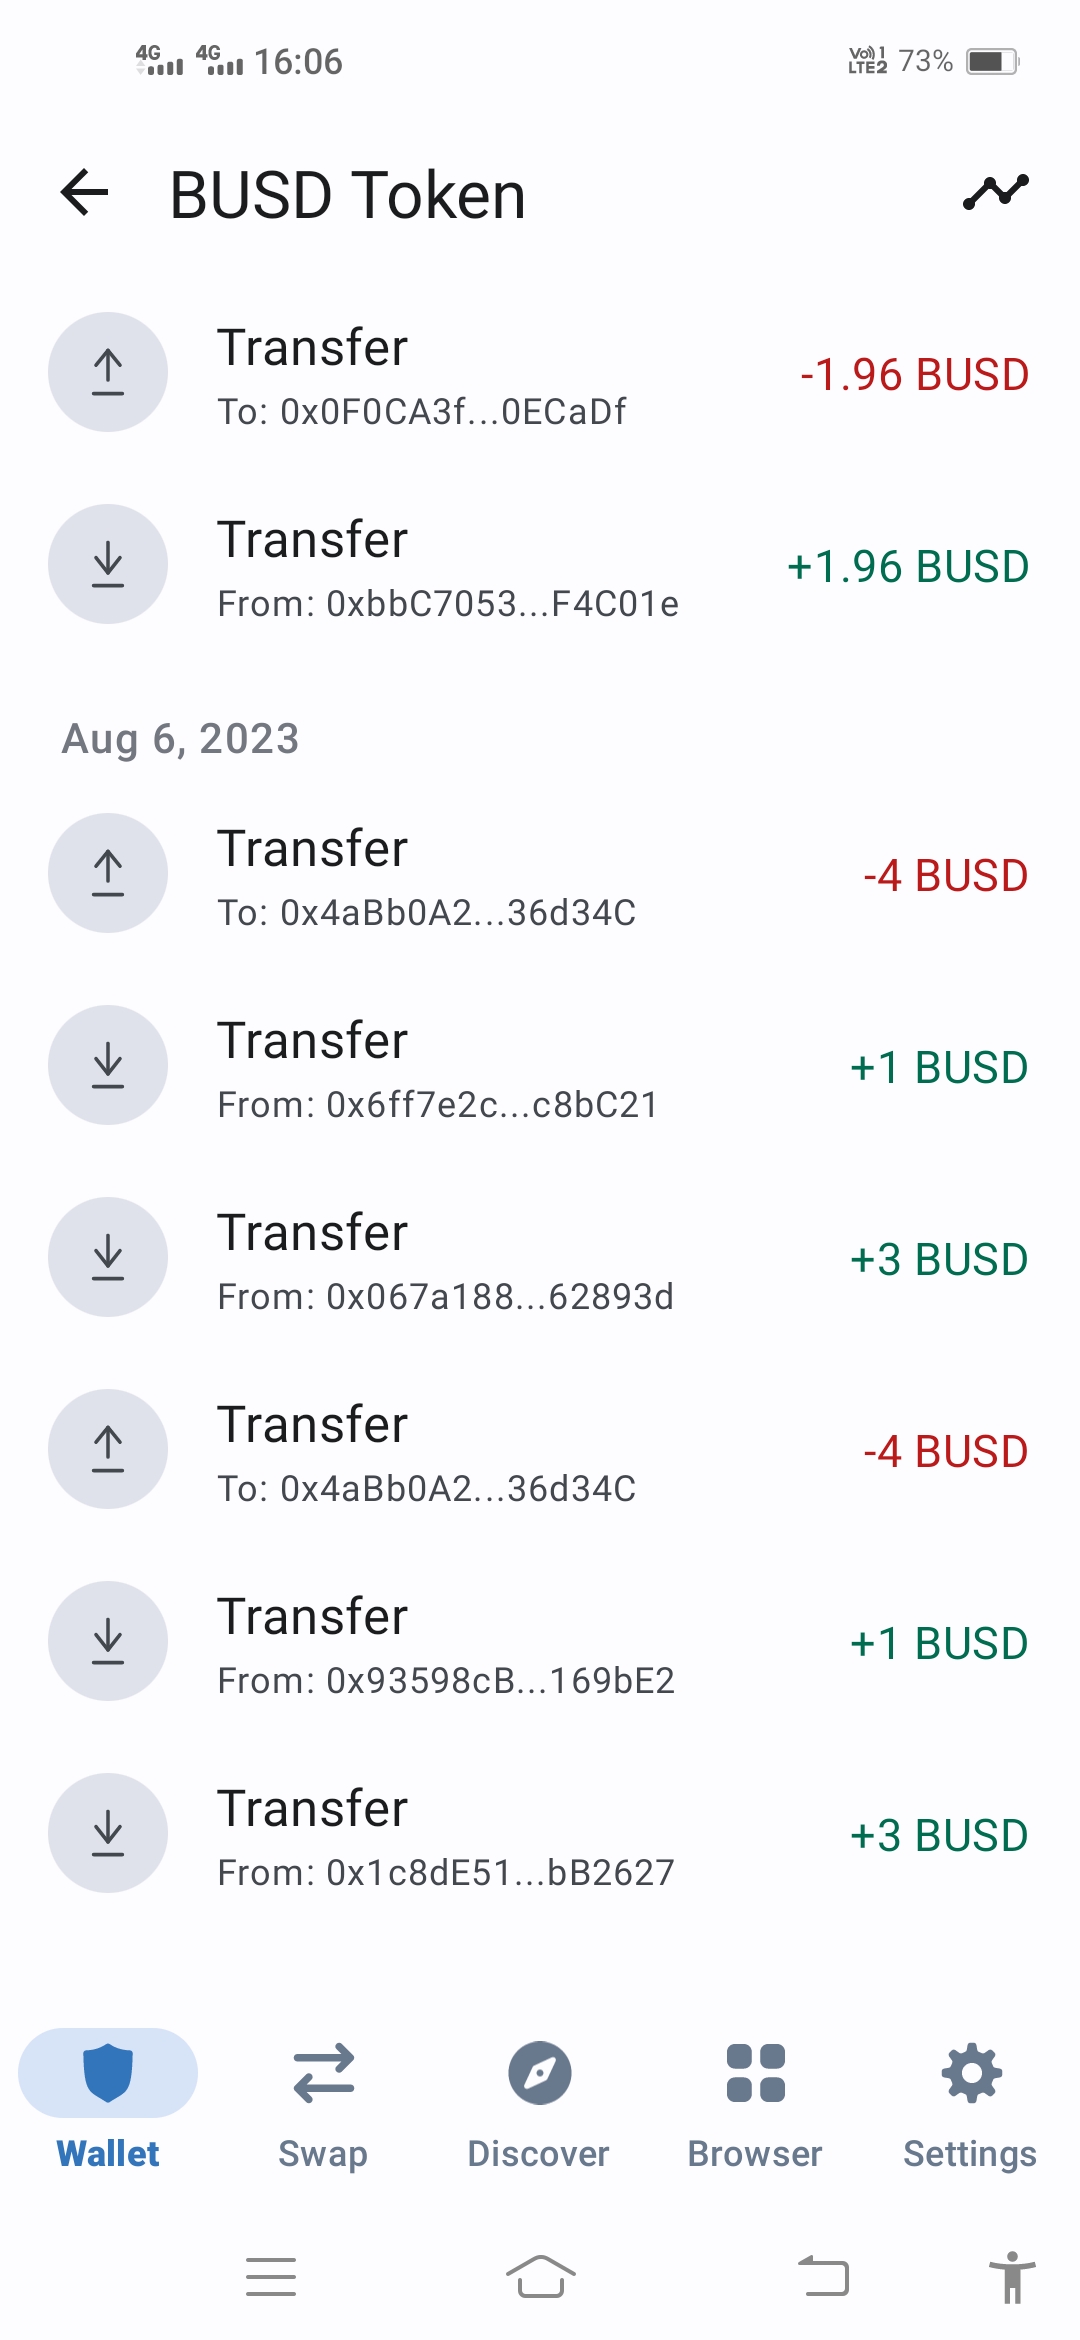 4G 4G 16:06 Vo)) 1 LTE2 73%
BUSD Token
Transfer
-1.96 BUSD
To: 0x0F0CA3f...0ECaDf
Transfer
+1.96 BUSD
From: 0xbbC7053...F4C01e
Aug 6, 2023
Transfer
-4 BUSD
To: 0x4aBb0A2...36d34C
Transfer
+1 BUSD
From: 0x6ff7e2c...c8bC21
Transfer
+3 BUSD
From: 0x067a188...62893d
Transfer
-4 BUSD
To: 0x4aBb0A2...36d34C
Transfer
+1 BUSD
From: 0x93598cB...169bE2
Transfer
+3 BUSD
From: 0x1c8dE51...bB2627
Wallet Swap Discover Browser Settings